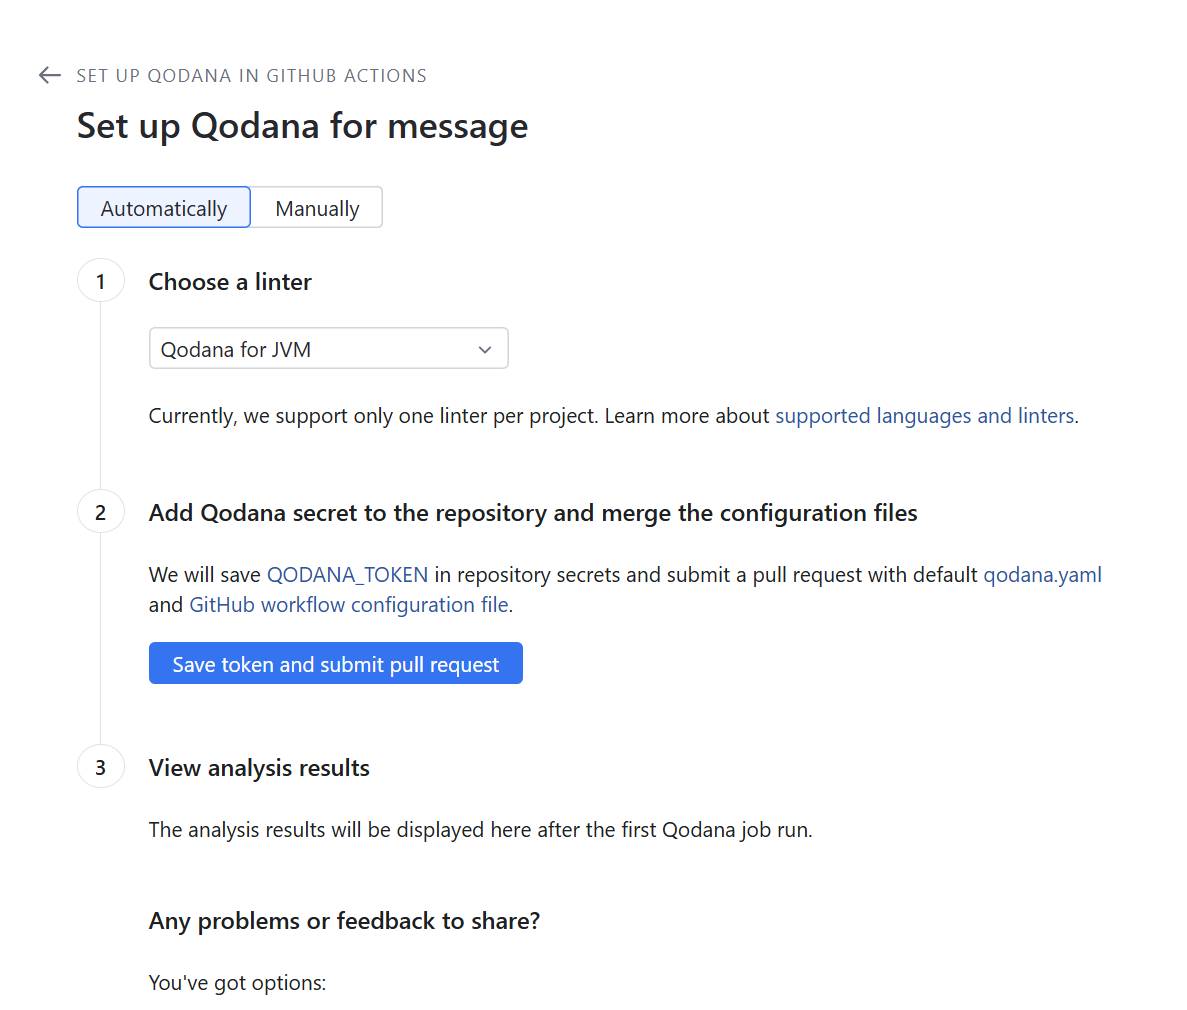 SET UP QODANA IN GITHUB ACTIONS
Set up Qodana for message
Automatically
Manually
1
Choose a linter
Qodana for JVM
Currently, we support only one linter per project. Learn more about supported languages and linters.
2
Add Qodana secret to the repository and merge the configuration files
We will save QODANA_TOKEN in repository secrets and submit a pull request with default qodana.yaml
and GitHub workflow configuration file.
Save token and submit pull request
3
View analysis results
The analysis results will be displayed here after the first Qodana job run.
Any problems or feedback to share?
You've got options: